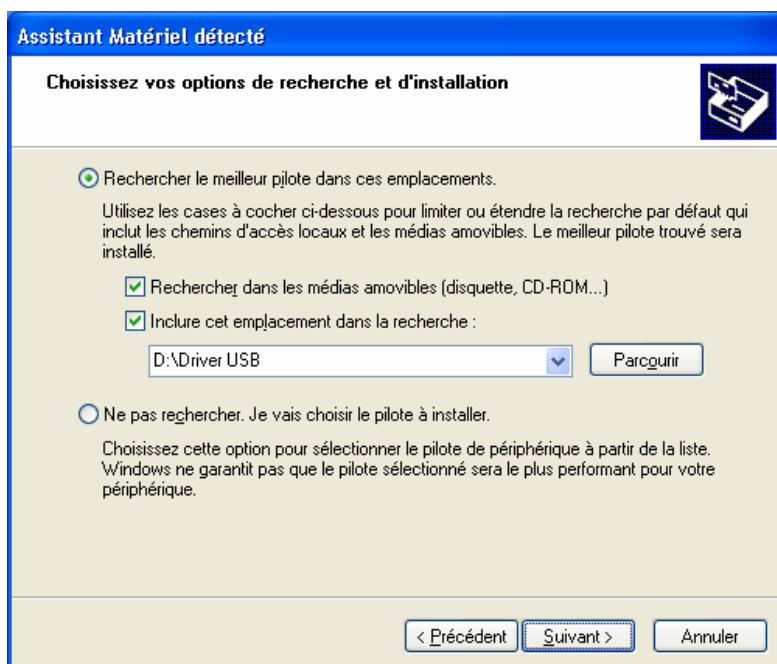 Assistant Matériel détecté
Choisissez vos options de recherche et d'installation
Rechercher le meilleur pilote dans ces emplacements.
Utilisez les cases à cocher ci-dessous pour limiter ou étendre la recherche par défaut qui
inclut les chemins d'accès locaux et les médias amovibles. Le meilleur pilote trouvé sera
installé.
Rechercher dans les médias amovibles (disquette, CD-ROM...)
Inclure cet emplacement dans la recherche :
D:\Driver USB
Parcourir
Ne pas rechercher. Je vais choisir le pilote à installer.
Choisissez cette option pour sélectionner le pilote de périphérique à partir de la liste.
Windows ne garantit pas que le pilote sélectionné sera le plus performant pour votre
périphérique.
< Précédent Suivant > Annuler